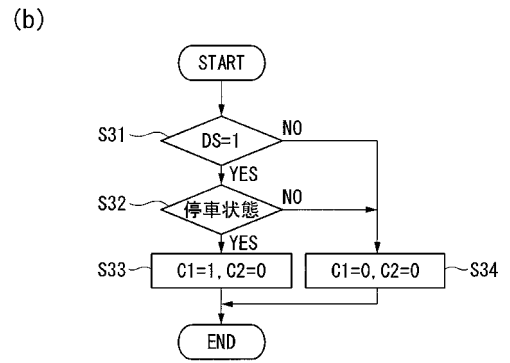 (b)
START
S31
DS=1
NO
YES
S32
停車状態
NO
YES
S33
C1=1, C2=0
C1=0, C2=0
S34
END